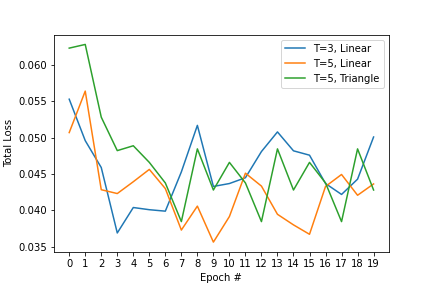 T=3, Linear
T=5, Linear
T=5, Triangle
0.060
0.055
0.050
0.045
0.040
0.035
Total Loss
0 1 2 3 4 5 6 7 8 9 10 11 12 13 14 15 16 17 18 19
Epoch #